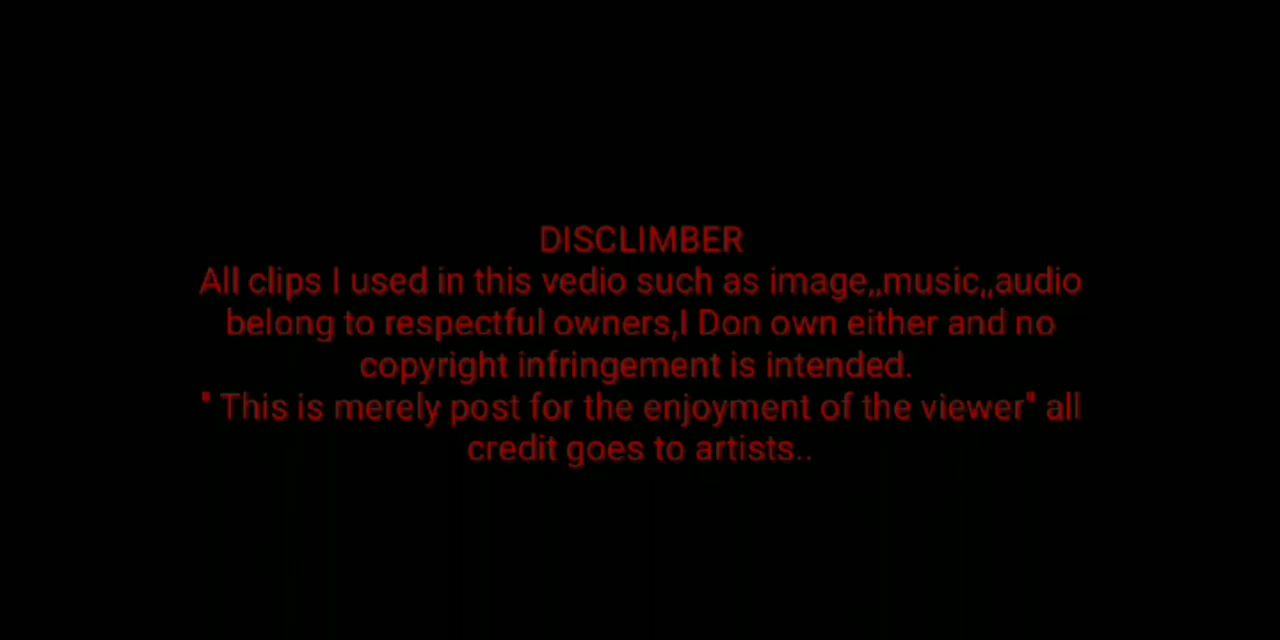 DISCLIMBER
All clips I used in this vedio such as image,,music,,audio
belong to respectful owners,I Don own either and no
copyright infringement is intended.
" This is merely post for the enjoyment of the viewer" all
credit goes to artists..